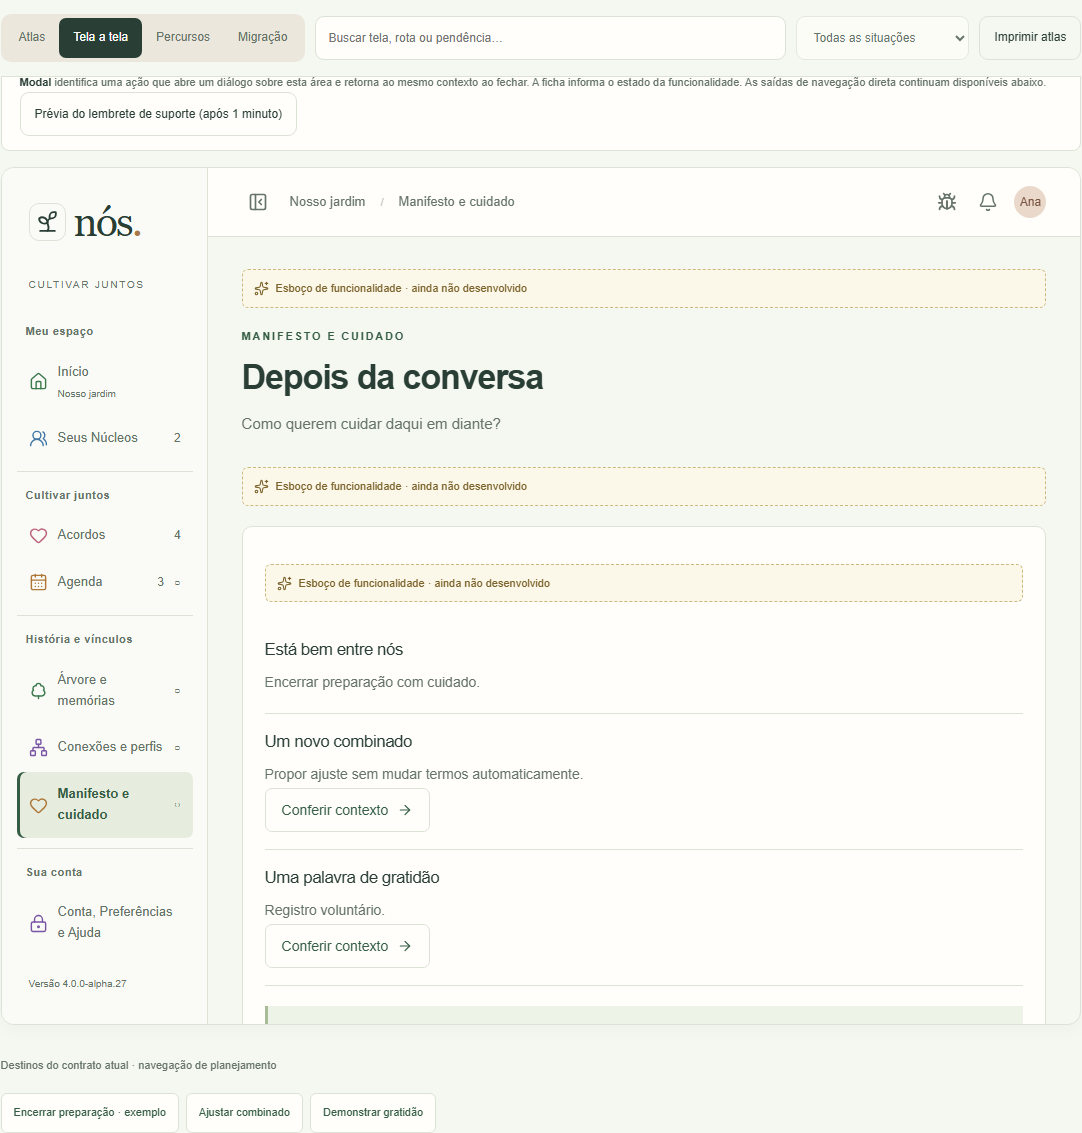 Atlas
Tela a tela
Percursos
Migração
Buscar tela, rota ou pendência...
Todas as situações
Imprimir atlas
Modal identifica uma ação que abre um diálogo sobre esta área e retorna ao mesmo contexto ao fechar. A ficha informa o estado da funcionalidade. As saídas de navegação direta continuam disponíveis abaixo.
Prévia do lembrete de suporte (após 1 minuto)
nós.
CULTIVAR JUNTOS
Meu espaço
Início
Nosso jardim
Seus Núcleos 2
Cultivar juntos
Acordos 4
Agenda 3
História e vínculos
Árvore e
memórias
Conexões e perfis
Manifesto e
cuidado
Sua conta
Conta, Preferências
e Ajuda
Versão 4.0.0-alpha.27
Nosso jardim / Manifesto e cuidado
Ana
Esboço de funcionalidade · ainda não desenvolvido
MANIFESTO E CUIDADO
Depois da conversa
Como querem cuidar daqui em diante?
Esboço de funcionalidade · ainda não desenvolvido
Esboço de funcionalidade · ainda não desenvolvido
Está bem entre nós
Encerrar preparação com cuidado.
Um novo combinado
Propor ajuste sem mudar termos automaticamente.
Conferir contexto
Uma palavra de gratidão
Registro voluntário.
Conferir contexto
Destinos do contrato atual · navegação de planejamento
Encerrar preparação · exemplo
Ajustar combinado
Demonstrar gratidão